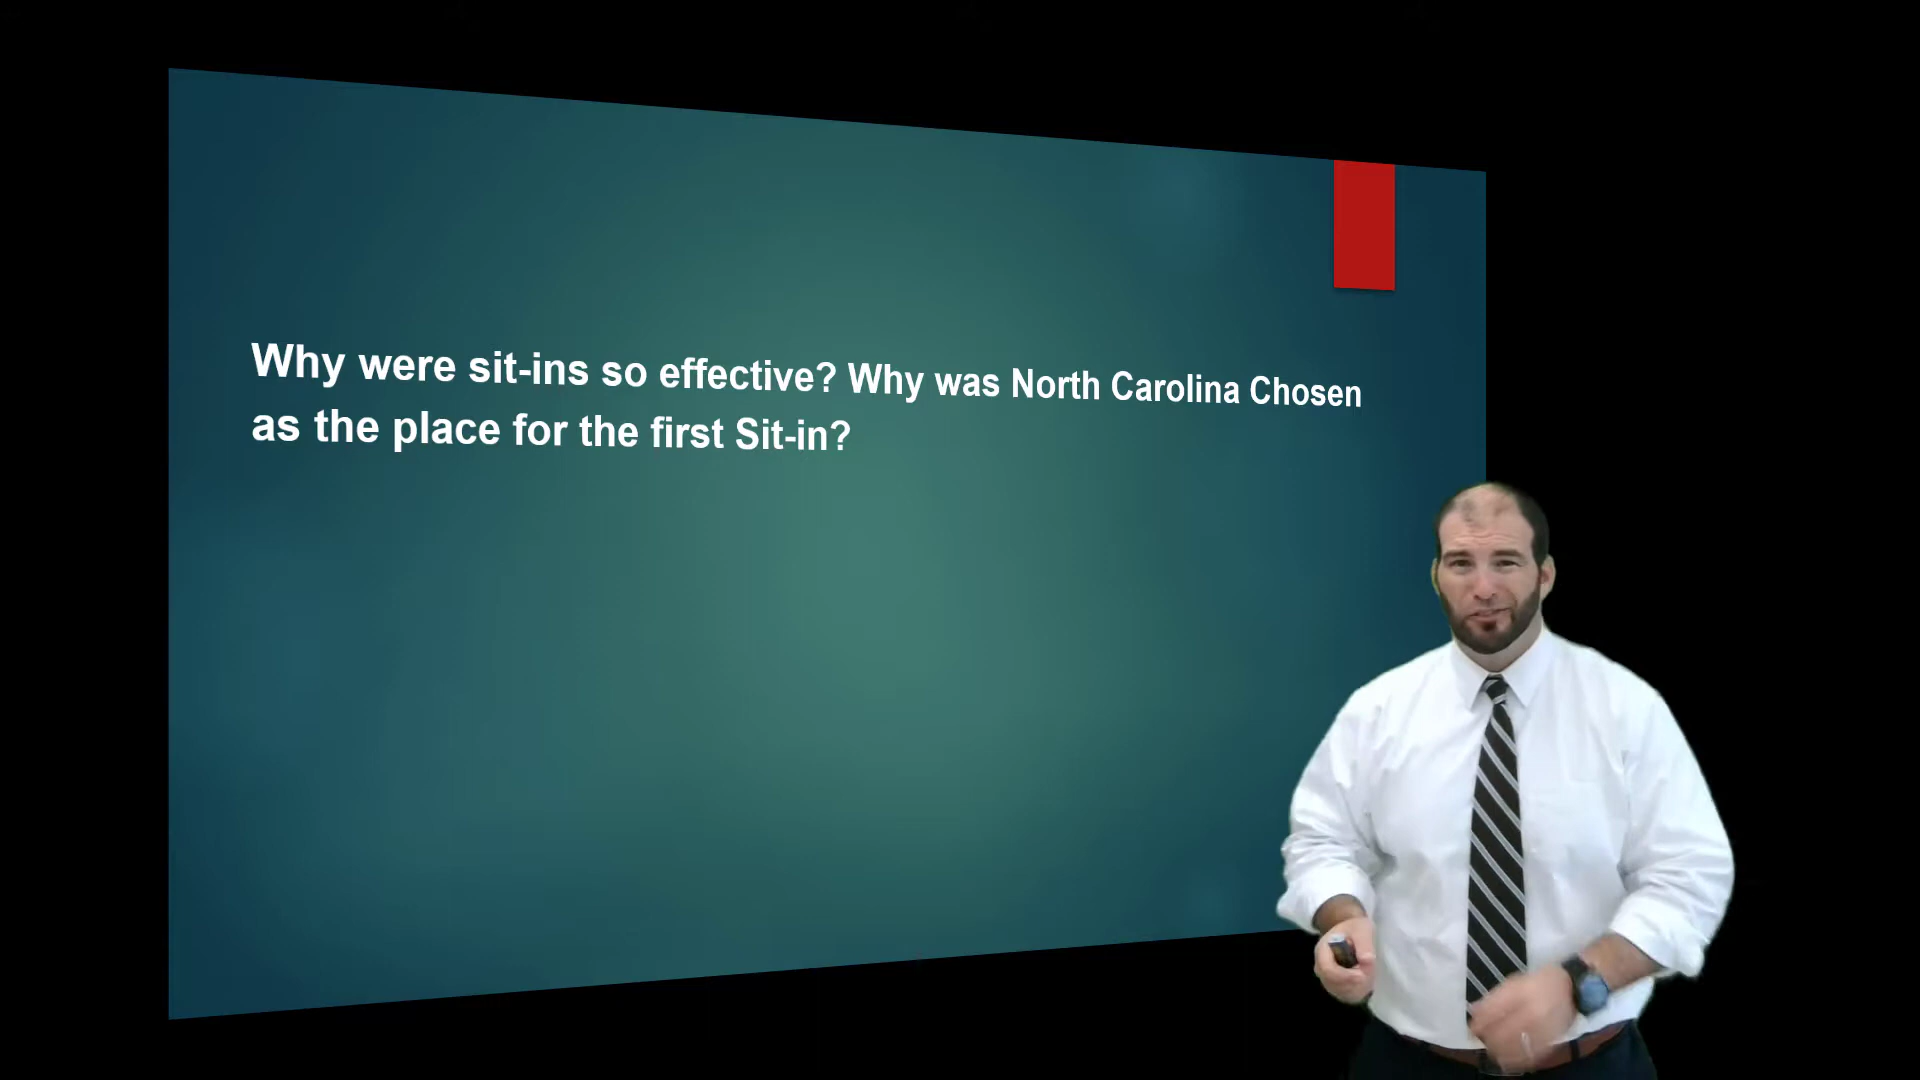 Why were sit-ins so effective? Why was North Carolina Chosen
as the place for the first Sit-in?